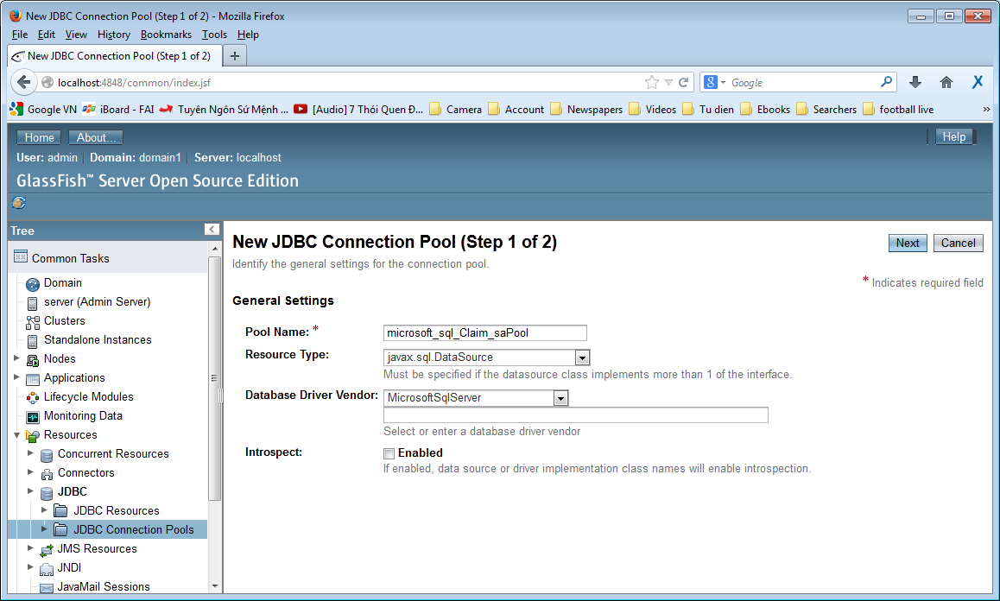 New JDBC Connection Pool (Step 1 of 2) - Mozilla Firefox
File Edit View History Bookmarks Tools Help
New JDBC Connection Pool (Step 1 of 2)
localhost:4848/common/index.jsf Google
Google VN iBoard - FAI Tuyên Ngôn Sứ Mệnh ... [Audio] 7 Thói Quen Đ... Camera Account Newspapers Videos Tu dien Ebooks Searchers football live »
Home About... Help
User: admin Domain: domain1 Server: localhost
GlassFish™ Server Open Source Edition
Tree
Common Tasks
Domain
server (Admin Server)
Clusters
Standalone Instances
Nodes
Applications
Lifecycle Modules
Monitoring Data
Resources
Concurrent Resources
Connectors
JDBC
JDBC Resources
JDBC Connection Pools
JMS Resources
JNDI
JavaMail Sessions
New JDBC Connection Pool (Step 1 of 2)
Next Cancel
Identify the general settings for the connection pool.
* Indicates required field
General Settings
Pool Name: * microsoft_sql_Claim_saPool
Resource Type: javax.sql.DataSource
Must be specified if the datasource class implements more than 1 of the interface.
Database Driver Vendor: MicrosoftSqlServer
Select or enter a database driver vendor
Introspect: Enabled
If enabled, data source or driver implementation class names will enable introspection.